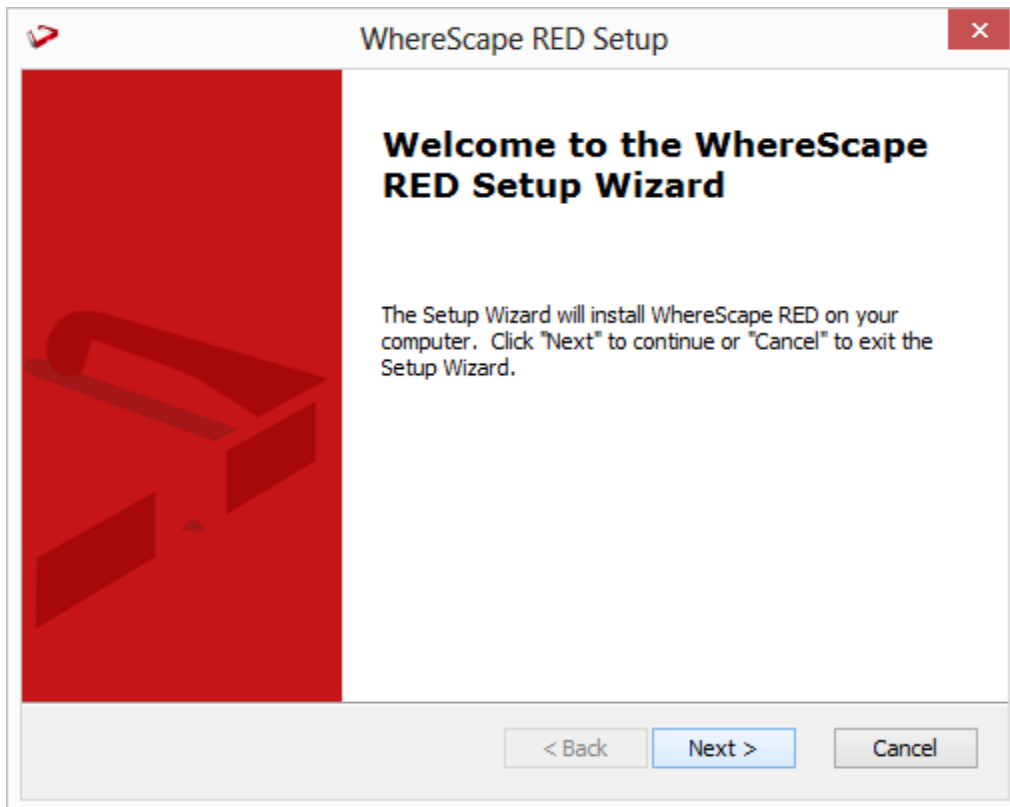 WhereScape RED Setup
Welcome to the WhereScape
RED Setup Wizard
The Setup Wizard will install WhereScape RED on your
computer.  Click "Next" to continue or "Cancel" to exit the
Setup Wizard.
< Back Next > Cancel